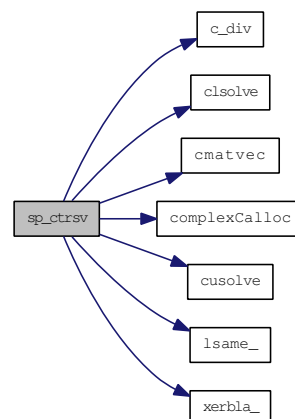 c_div
clsolve
cmatvec
sp_ctrsv
complexCalloc
cusolve
lsame_
xerbla_